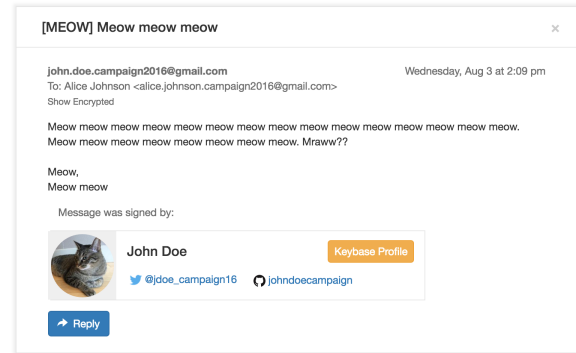 [MEOW] Meow meow meow
×
john.doe.campaign2016@gmail.com Wednesday, Aug 3 at 2:09 pm
To: Alice Johnson <alice.johnson.campaign2016@gmail.com>
Show Encrypted
Meow meow meow meow meow meow meow meow meow meow meow meow meow meow meow.
Meow meow meow meow meow meow meow meow. Mraww??
Meow,
Meow meow
Message was signed by:
John Doe
Keybase Profile
@jdoe_campaign16 johndoecampaign
Reply